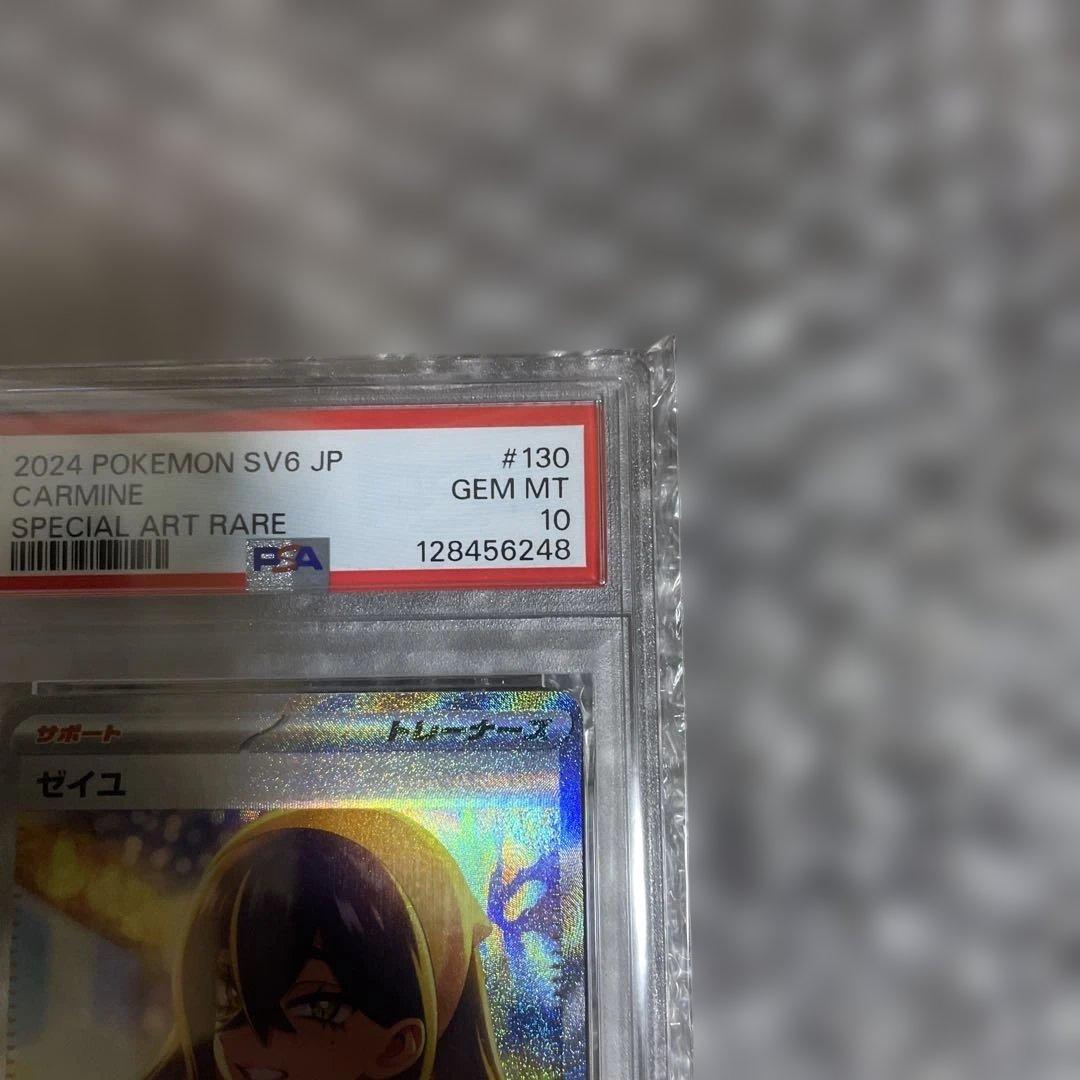 2024 POKEMON SV6 JP #130
CARMINE GEM MT
SPECIAL ART RARE 10
PSA 128456248
サポート トレーナーズ
ゼイユ